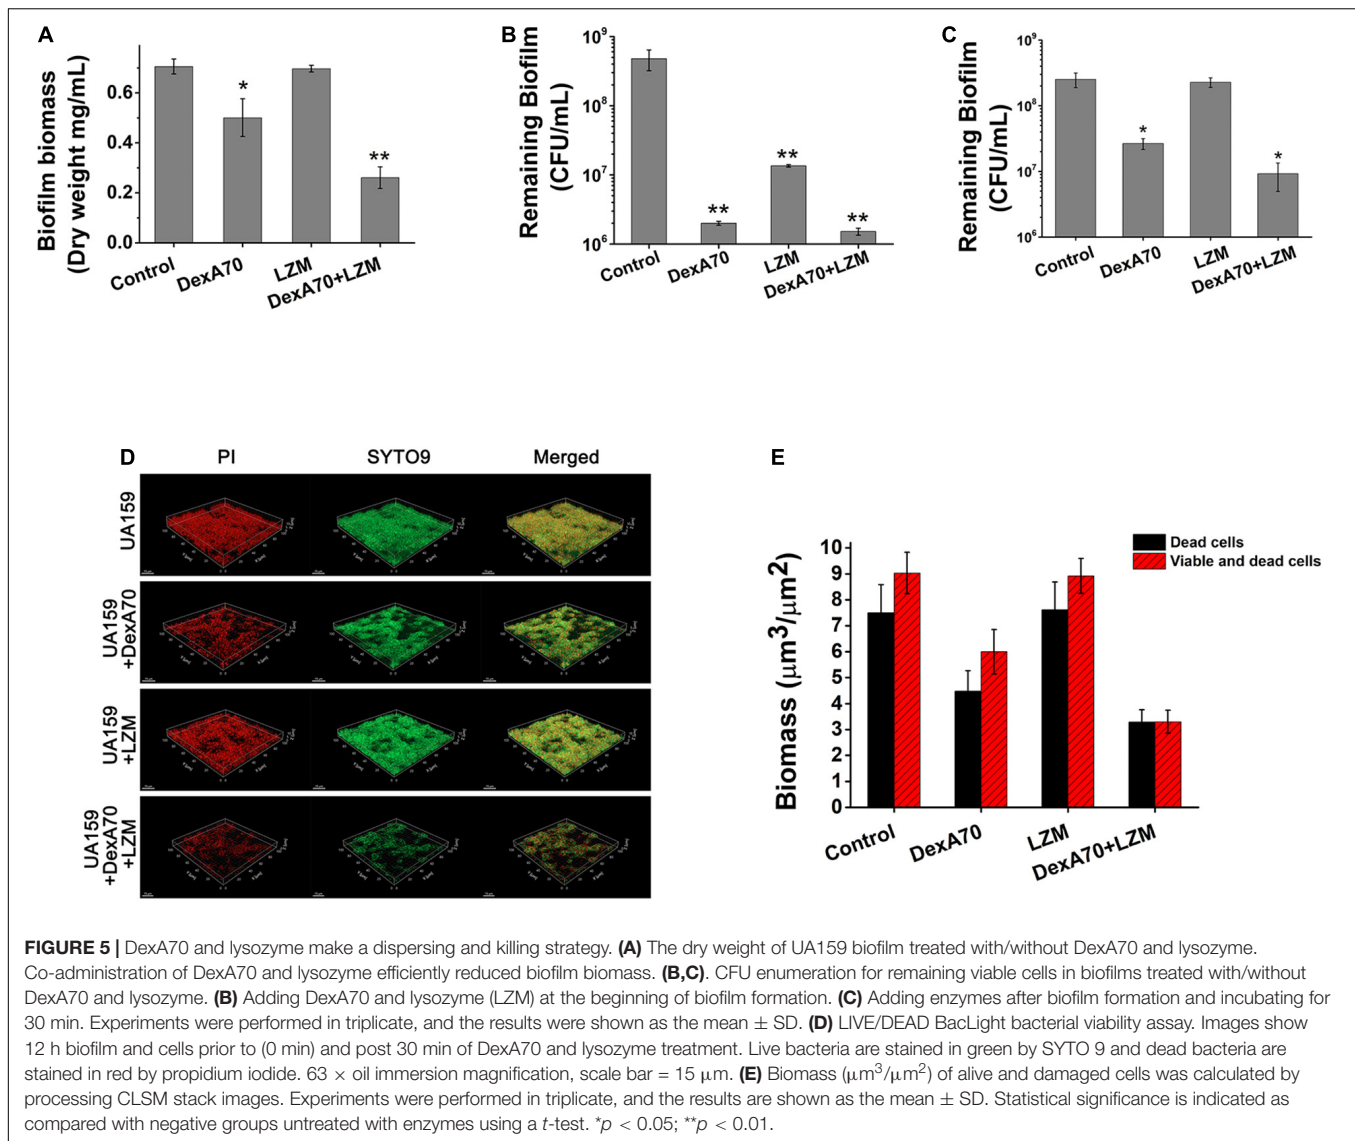 A
Biofilm biomass
(Dry weight mg/mL)
0.6
0.4
0.2
0.0
*
**
Control
DexA70
LZM
DexA70+LZM
B
Remaining Biofilm
(CFU/mL)
10⁹
10⁸
10⁷
10⁶
**
**
**
Control
DexA70
LZM
DexA70+LZM
C
Remaining Biofilm
(CFU/mL)
10⁹
10⁸
10⁷
10⁶
*
*
Control
DexA70
LZM
DexA70+LZM
D
PI
SYTO9
Merged
UA159
UA159
+DexA70
UA159
+LZM
UA159
+DexA70
+LZM
E
Biomass (μm³/μm²)
10
9
8
7
6
5
4
3
2
1
0
Dead cells
Viable and dead cells
Control
DexA70
LZM
DexA70+LZM
FIGURE 5 | DexA70 and lysozyme make a dispersing and killing strategy. (A) The dry weight of UA159 biofilm treated with/without DexA70 and lysozyme.
Co-administration of DexA70 and lysozyme efficiently reduced biofilm biomass. (B,C). CFU enumeration for remaining viable cells in biofilms treated with/without
DexA70 and lysozyme. (B) Adding DexA70 and lysozyme (LZM) at the beginning of biofilm formation. (C) Adding enzymes after biofilm formation and incubating for
30 min. Experiments were performed in triplicate, and the results were shown as the mean ± SD. (D) LIVE/DEAD BacLight bacterial viability assay. Images show
12 h biofilm and cells prior to (0 min) and post 30 min of DexA70 and lysozyme treatment. Live bacteria are stained in green by SYTO 9 and dead bacteria are
stained in red by propidium iodide. 63 × oil immersion magnification, scale bar = 15 μm. (E) Biomass (μm³/μm²) of alive and damaged cells was calculated by
processing CLSM stack images. Experiments were performed in triplicate, and the results are shown as the mean ± SD. Statistical significance is indicated as
compared with negative groups untreated with enzymes using a t-test. *p < 0.05; **p < 0.01.